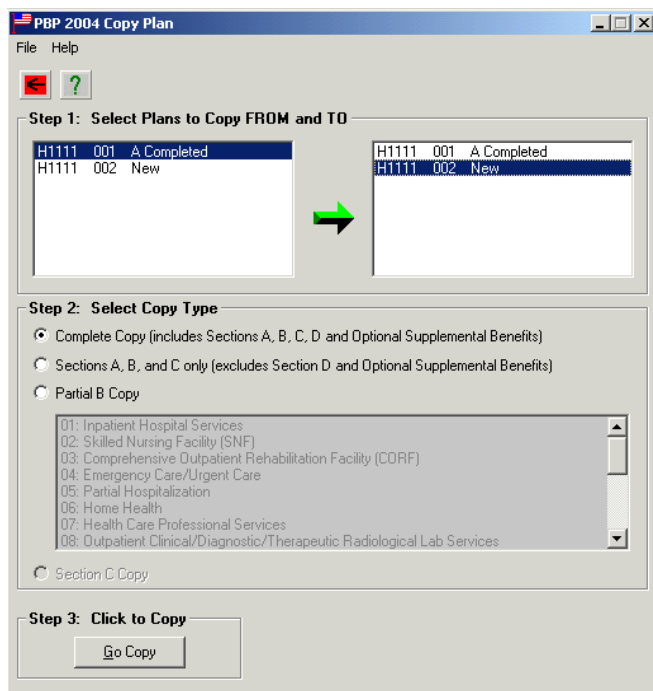 PBP 2004 Copy Plan
File Help
?
Step 1: Select Plans to Copy FROM and TO
H1111 001 A Completed
H1111 002 New
H1111 001 A Completed
H1111 002 New
Step 2: Select Copy Type
Complete Copy (includes Sections A, B, C, D and Optional Supplemental Benefits)
Sections A, B, and C only (excludes Section D and Optional Supplemental Benefits)
Partial B Copy
01: Inpatient Hospital Services
02: Skilled Nursing Facility (SNF)
03: Comprehensive Outpatient Rehabilitation Facility (CORF)
04: Emergency Care/Urgent Care
05: Partial Hospitalization
06: Home Health
07: Health Care Professional Services
08: Outpatient Clinical/Diagnostic/Therapeutic Radiological Lab Services
Section C Copy
Step 3: Click to Copy
Go Copy